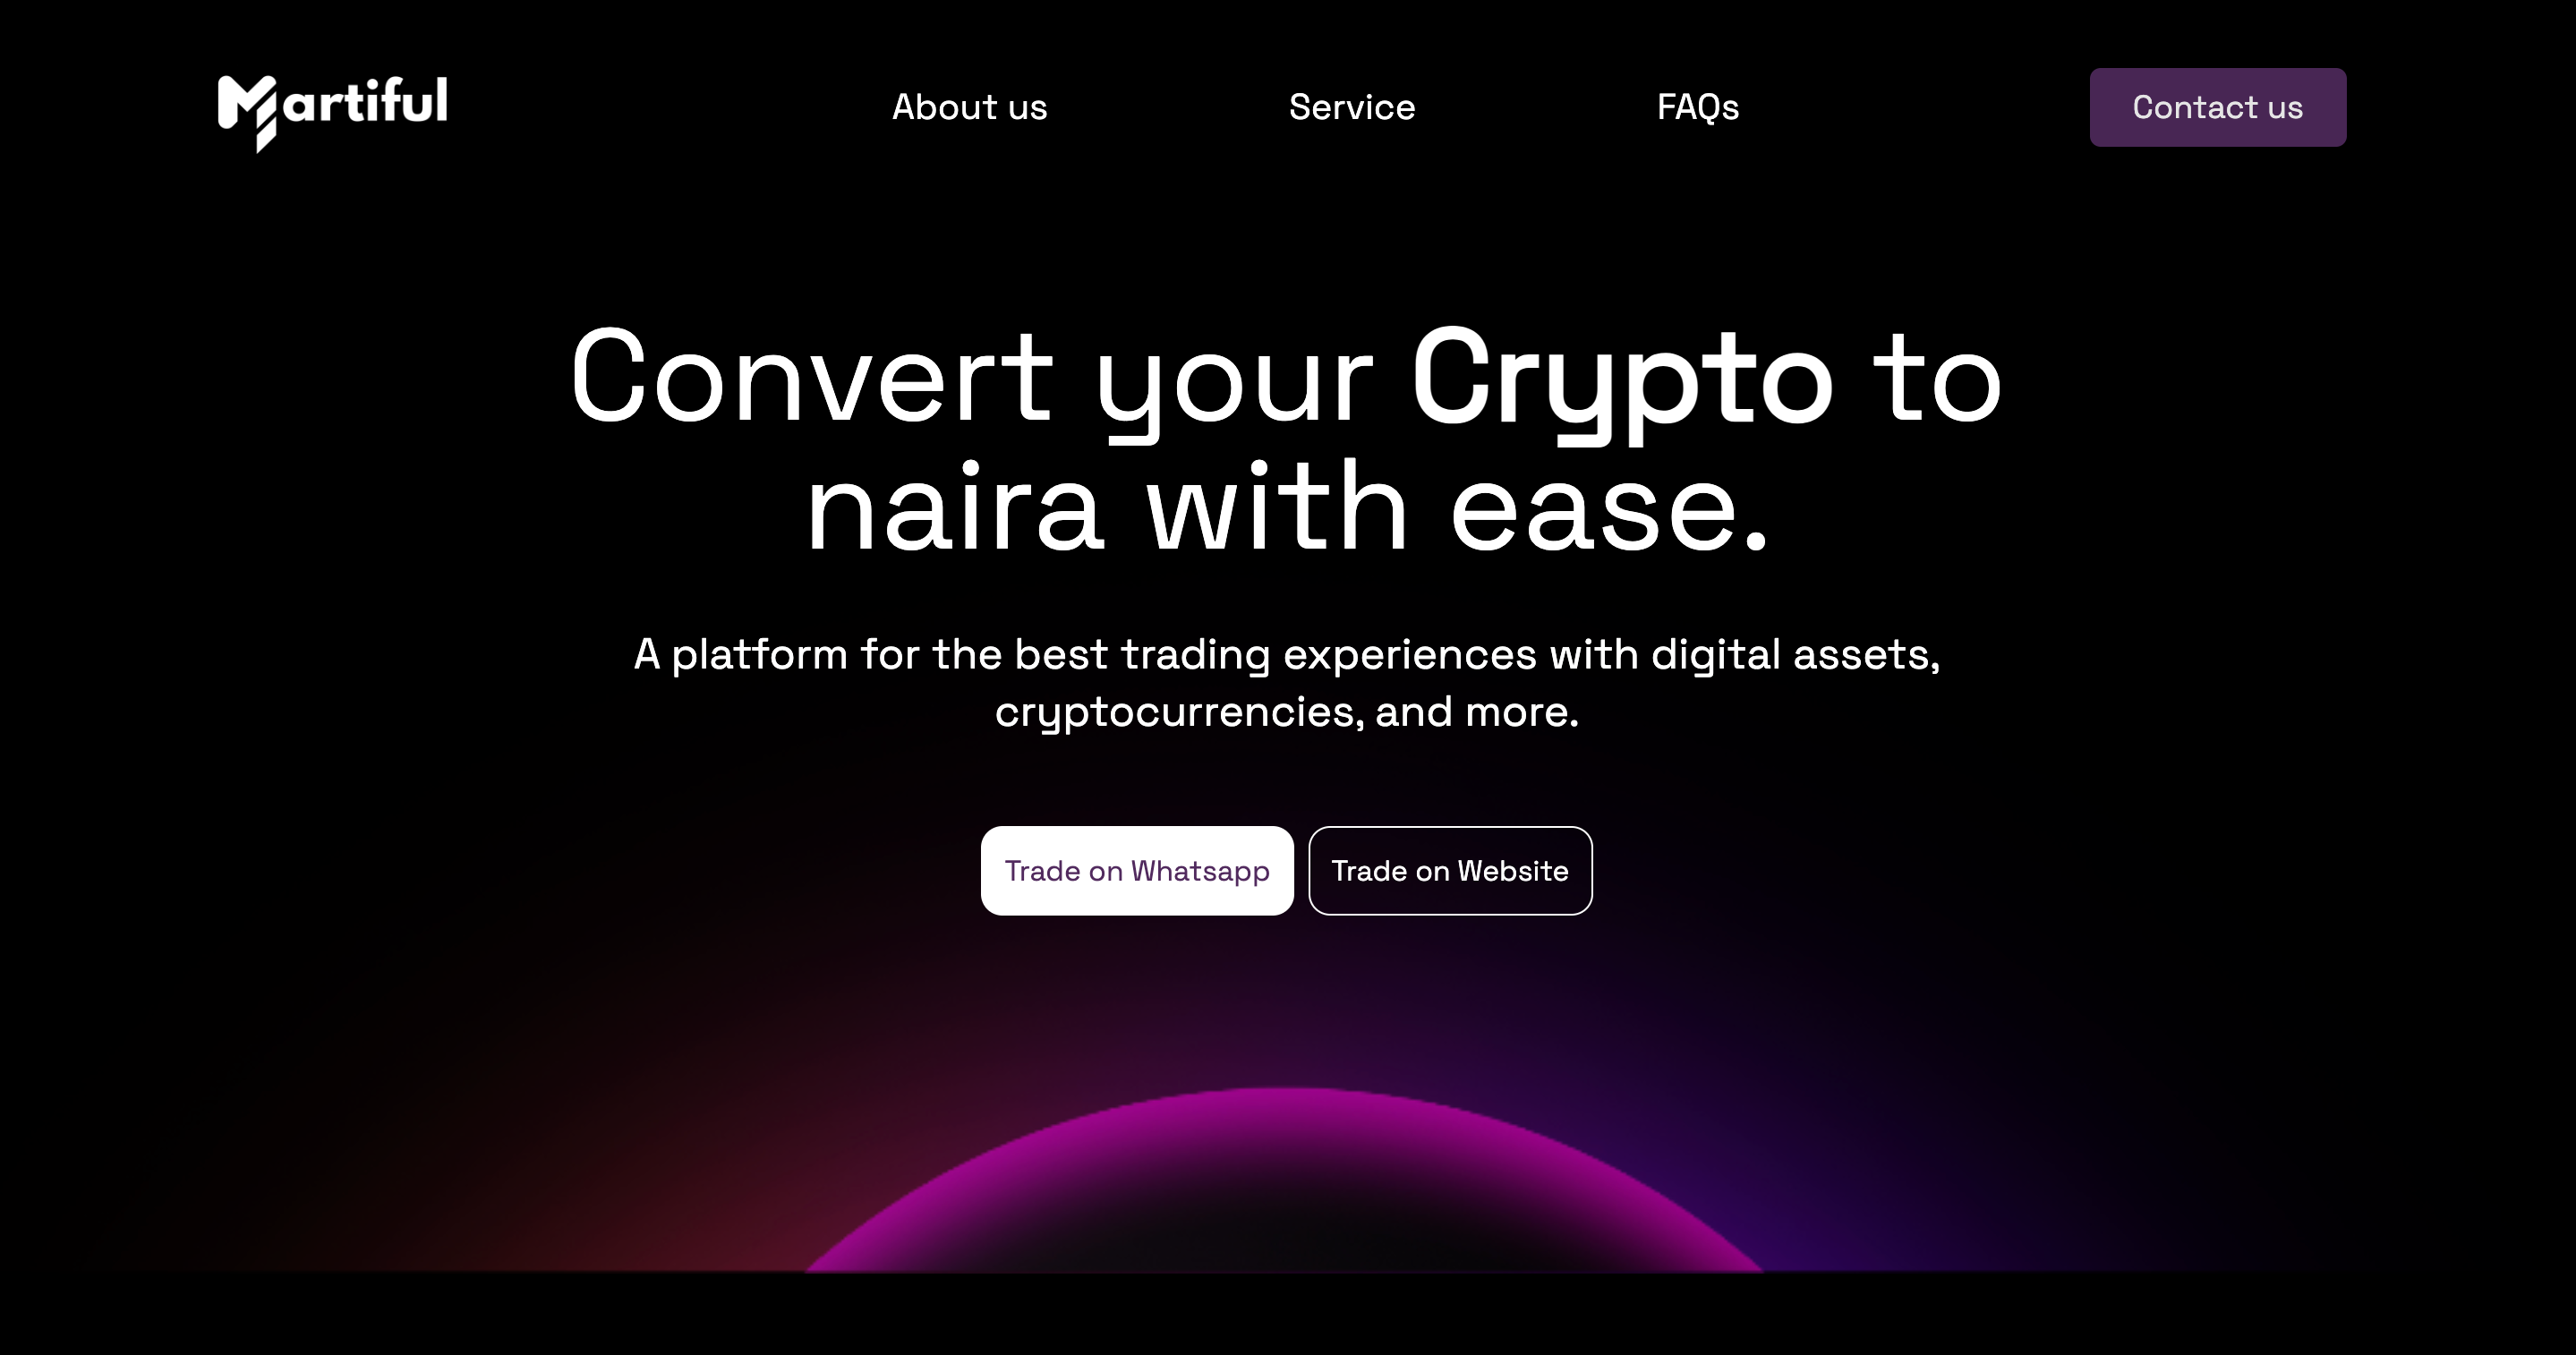 Martiful
About us
Service
FAQs
Contact us
Convert your Crypto to
naira with ease.
A platform for the best trading experiences with digital assets,
cryptocurrencies, and more.
Trade on Whatsapp
Trade on Website